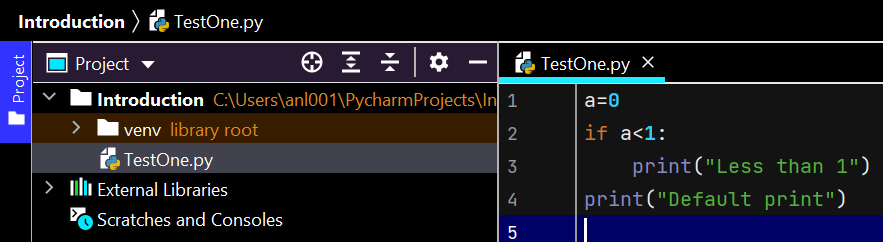 Introduction TestOne.py
Project
Project
TestOne.py
Introduction C:\Users\anl001\PycharmProjects\In
venv library root
TestOne.py
External Libraries
Scratches and Consoles
1 a=0
2 if a<1:
3     print("Less than 1")
4 print("Default print")
5